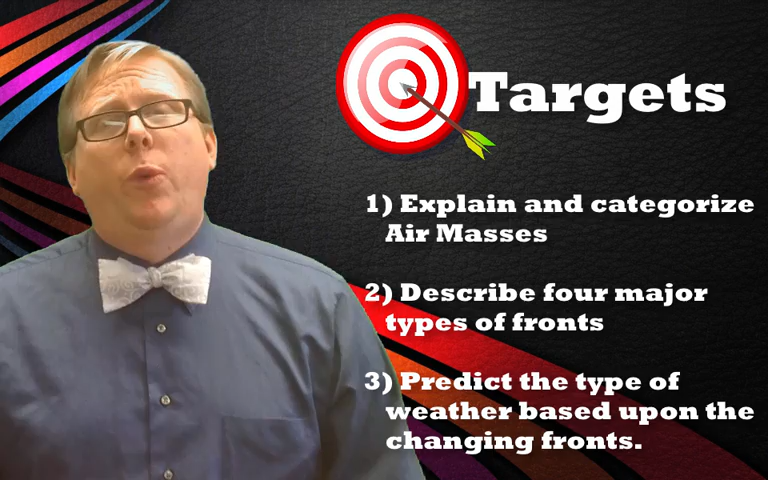 Targets
1) Explain and categorize
Air Masses
2) Describe four major
types of fronts
3) Predict the type of
weather based upon the
changing fronts.